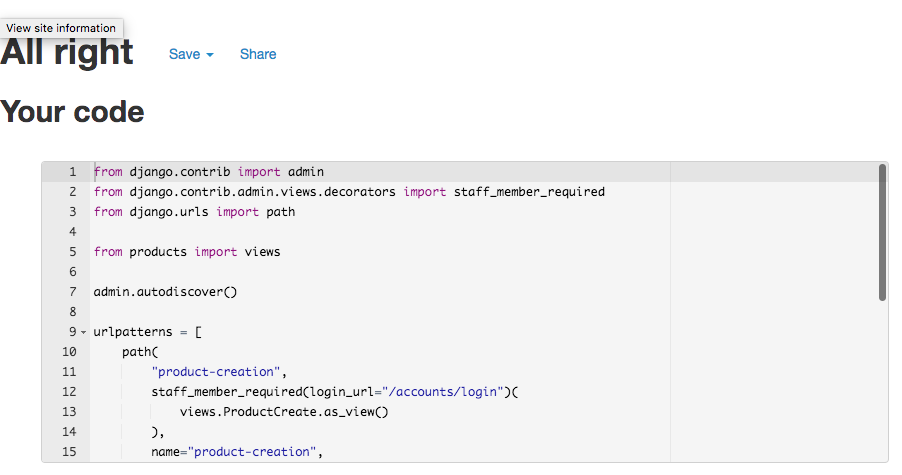 View site information
All right
Save
Share
Your code
1 from django.contrib import admin
2 from django.contrib.admin.views.decorators import staff_member_required
3 from django.urls import path
4
5 from products import views
6
7 admin.autodiscover()
8
9 urlpatterns = [
10     path(
11         "product-creation",
12         staff_member_required(login_url="/accounts/login")(
13             views.ProductCreate.as_view()
14         ),
15         name="product-creation",